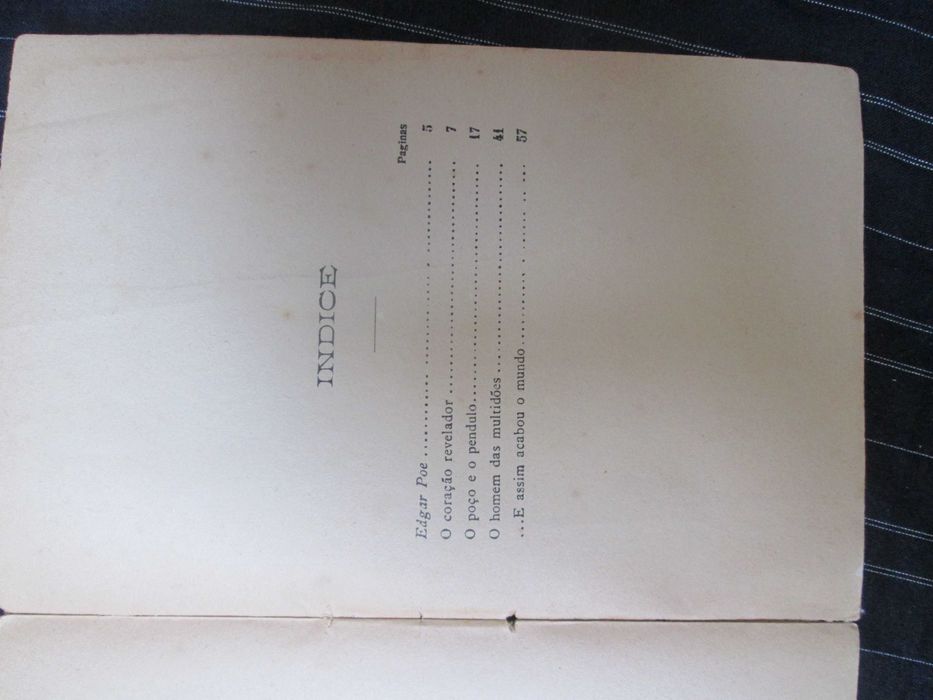 INDICE
Paginas
Edgar Poe ........... .............. . .............. 5
O coração revelador ................................. 7
O poço e o pendulo................................... 17
O homem das multidões ............................... 41
...E assim acabou o mundo .......... . ...... .. ... 57